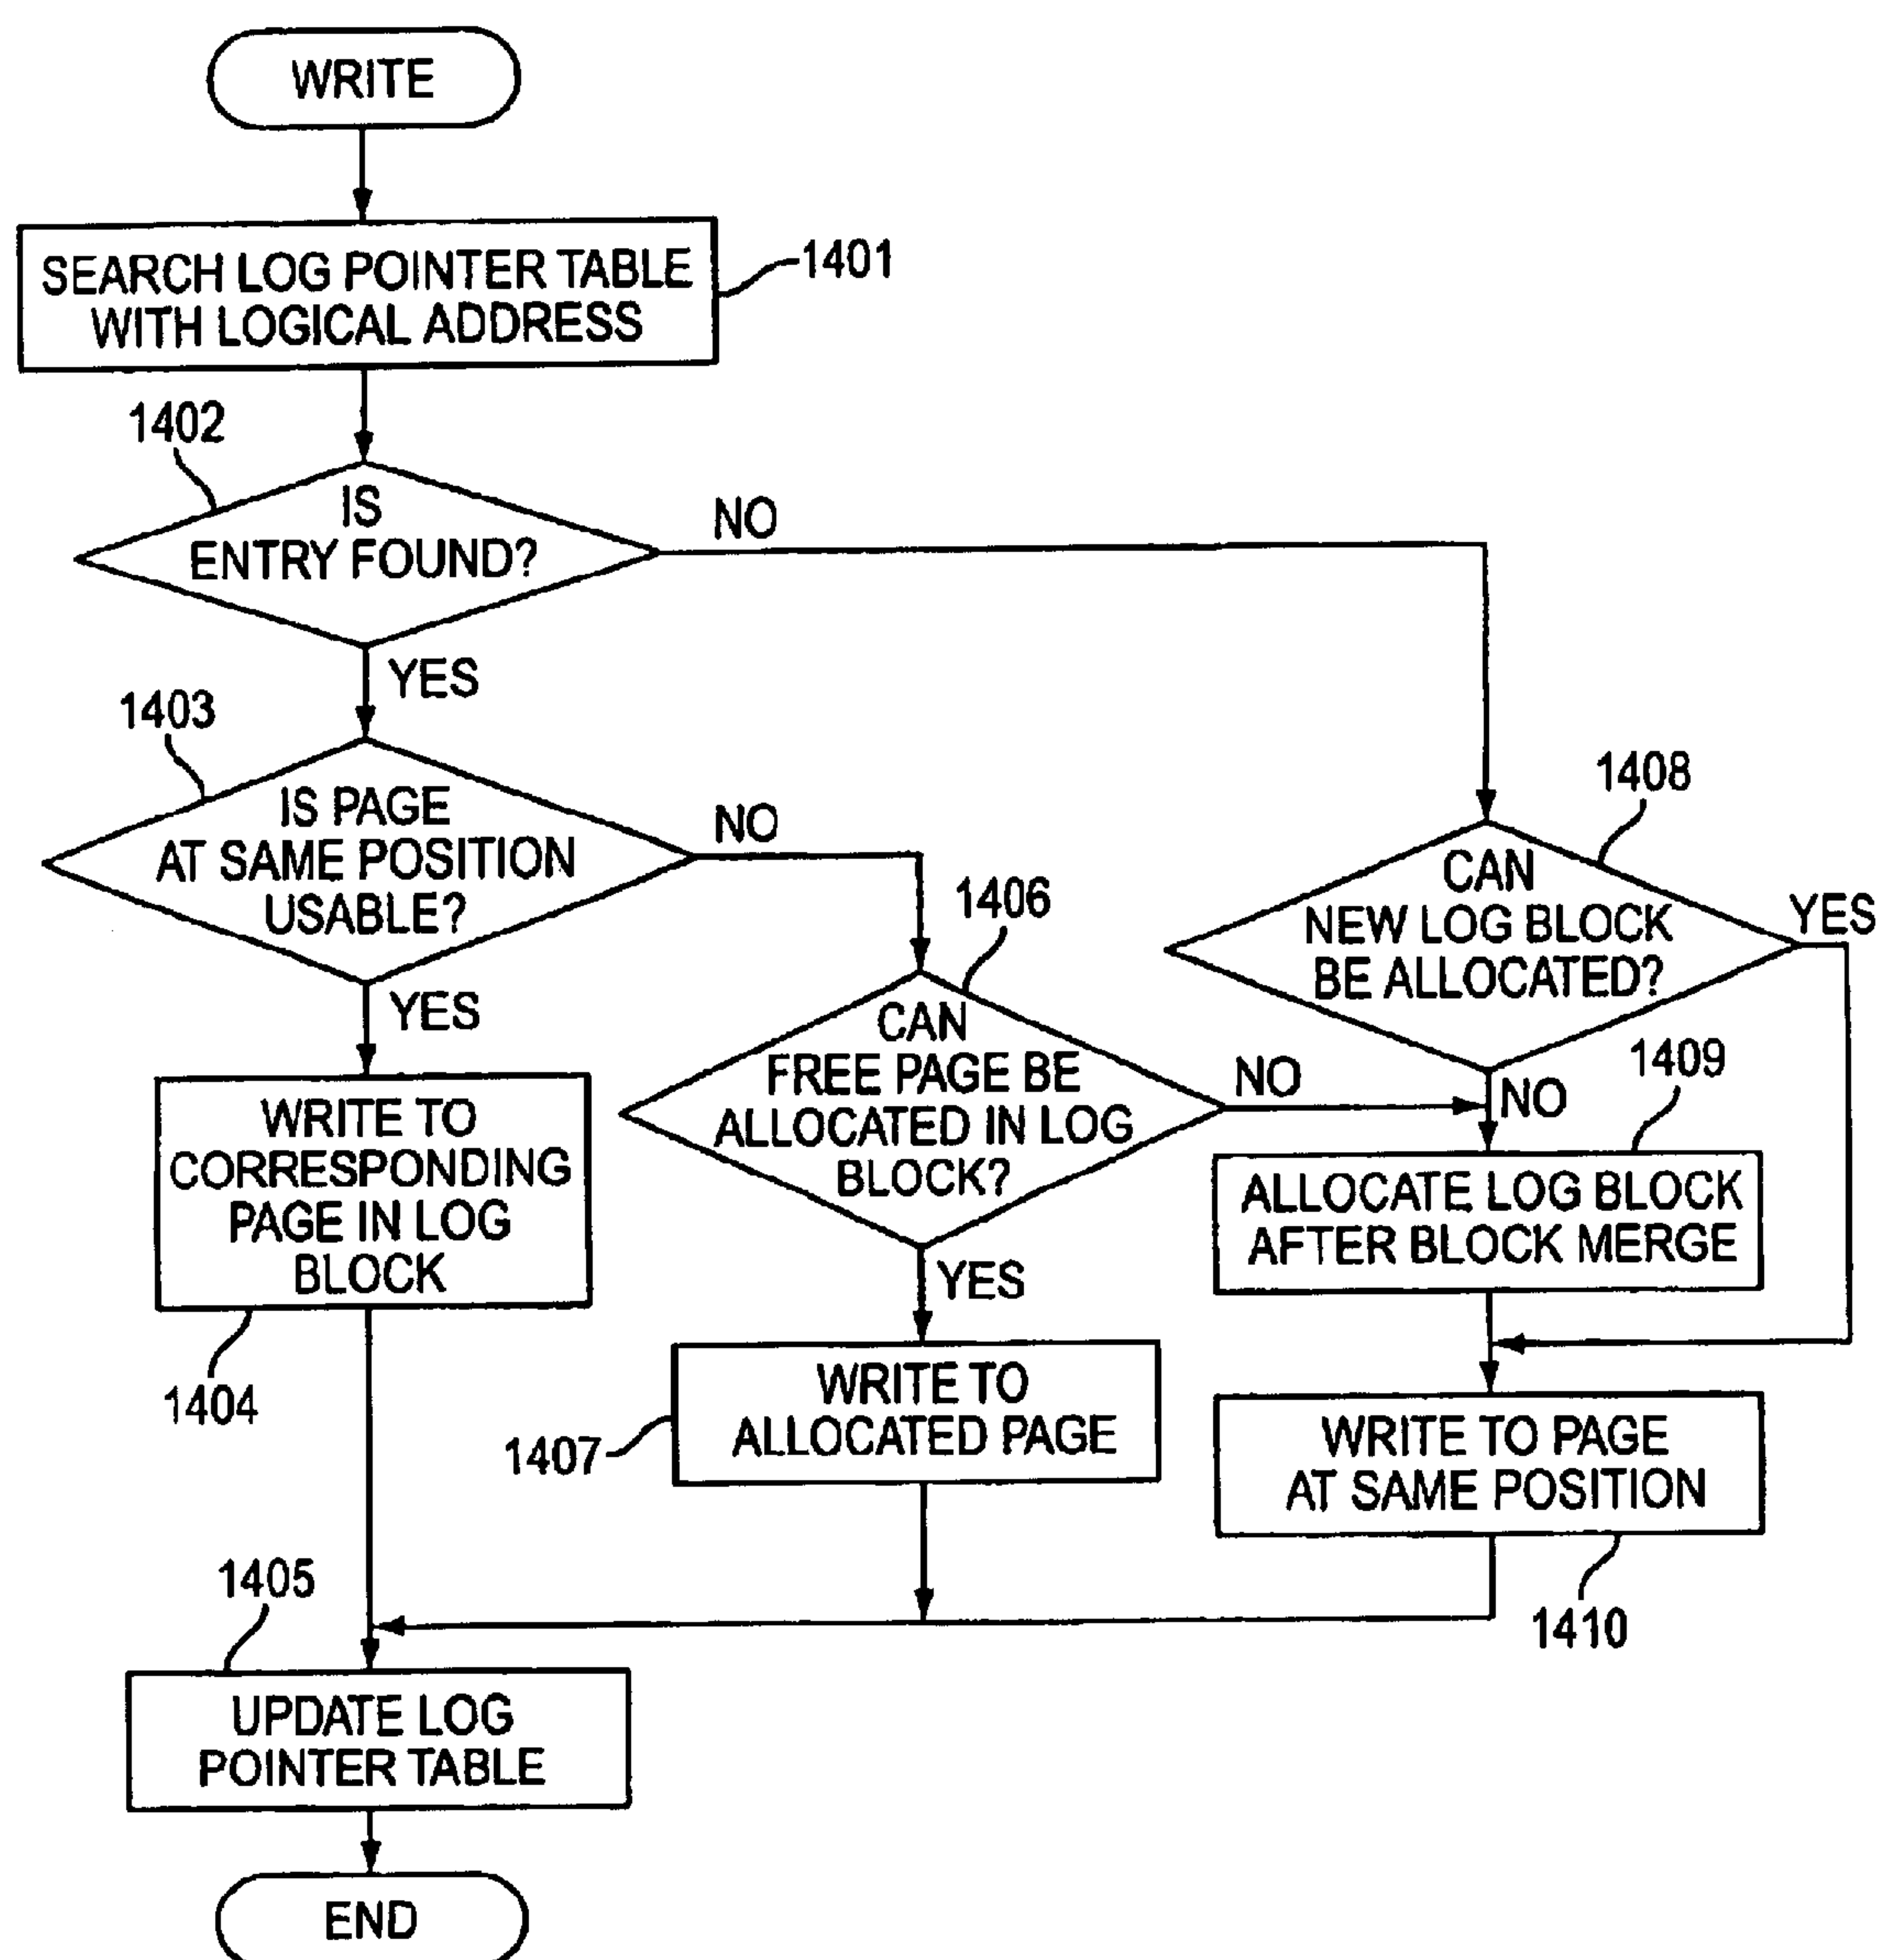 WRITE
SEARCH LOG POINTER TABLE
WITH LOGICAL ADDRESS
1401
1402
IS
ENTRY FOUND?
NO
YES
1403
IS PAGE
AT SAME POSITION
USABLE?
NO
YES
1408
CAN
NEW LOG BLOCK
BE ALLOCATED?
YES
NO
1406
CAN
FREE PAGE BE
ALLOCATED IN LOG
BLOCK?
NO
YES
1409
ALLOCATE LOG BLOCK
AFTER BLOCK MERGE
WRITE TO
CORRESPONDING
PAGE IN LOG
BLOCK
1404
WRITE TO
ALLOCATED PAGE
1407
WRITE TO PAGE
AT SAME POSITION
1410
1405
UPDATE LOG
POINTER TABLE
END